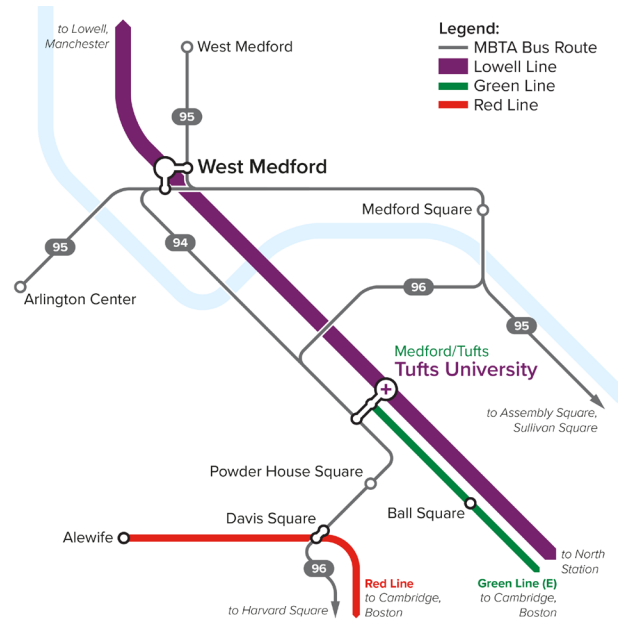 to Lowell,
Manchester
West Medford
Legend:
MBTA Bus Route
Lowell Line
Green Line
Red Line
95
West Medford
Medford Square
95
94
96
Arlington Center
95
Medford/Tufts
Tufts University
to Assembly Square,
Sullivan Square
Powder House Square
Davis Square
Ball Square
Alewife
to North
Station
96
Red Line
to Cambridge,
Boston
Green Line (E)
to Cambridge,
Boston
to Harvard Square